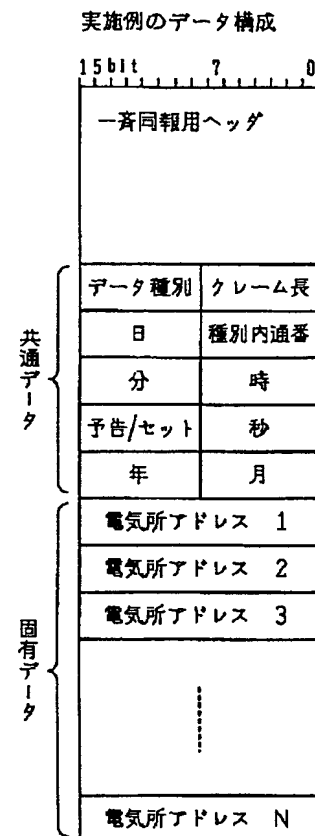 実施例のデータ構成
15bit 7 0
一斉同報用ヘッダ
共通データ
データ種別 クレーム長
日 種別内通番
分 時
予告/セット 秒
年 月
固有データ
電気所アドレス 1
電気所アドレス 2
電気所アドレス 3
電気所アドレス N